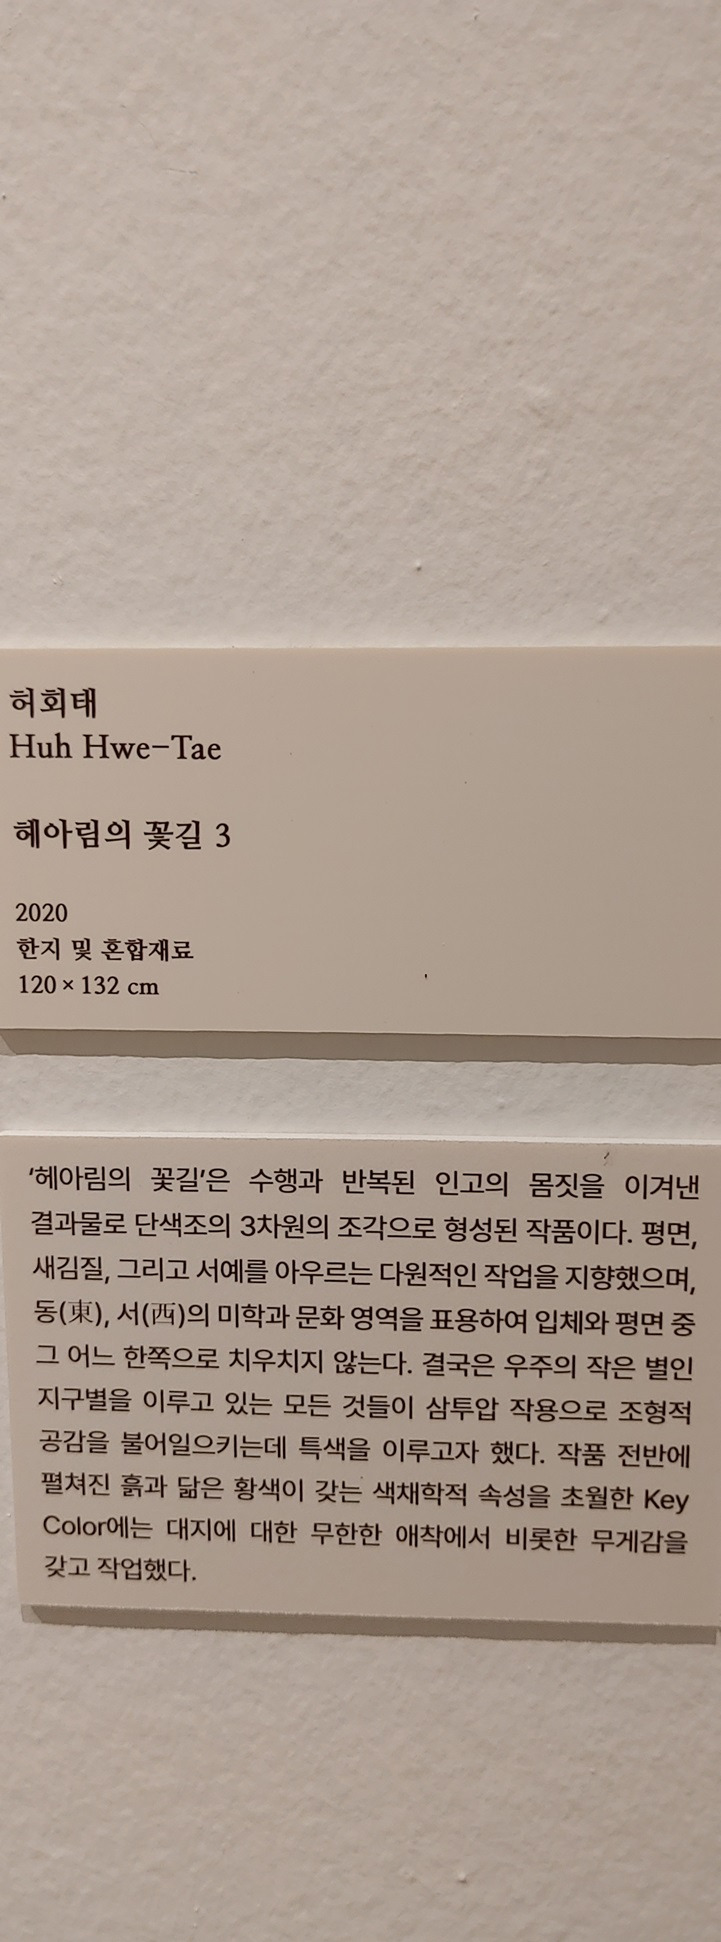 허회태
Huh Hwe-Tae
헤아림의 꽃길 3
2020
한지 및 혼합재료
120 × 132 cm
‘헤아림의 꽃길’은 수행과 반복된 인고의 몸짓을 이겨낸
결과물로 단색조의 3차원의 조각으로 형성된 작품이다. 평면,
새김질, 그리고 서예를 아우르는 다원적인 작업을 지향했으며,
동(東), 서(西)의 미학과 문화 영역을 표용하여 입체와 평면 중
그 어느 한쪽으로 치우치지 않는다. 결국은 우주의 작은 별인
지구별을 이루고 있는 모든 것들이 삼투압 작용으로 조형적
공감을 불어일으키는데 특색을 이루고자 했다. 작품 전반에
펼쳐진 흙과 닮은 황색이 갖는 색채학적 속성을 초월한 Key
Color에는 대지에 대한 무한한 애착에서 비롯한 무게감을
갖고 작업했다.